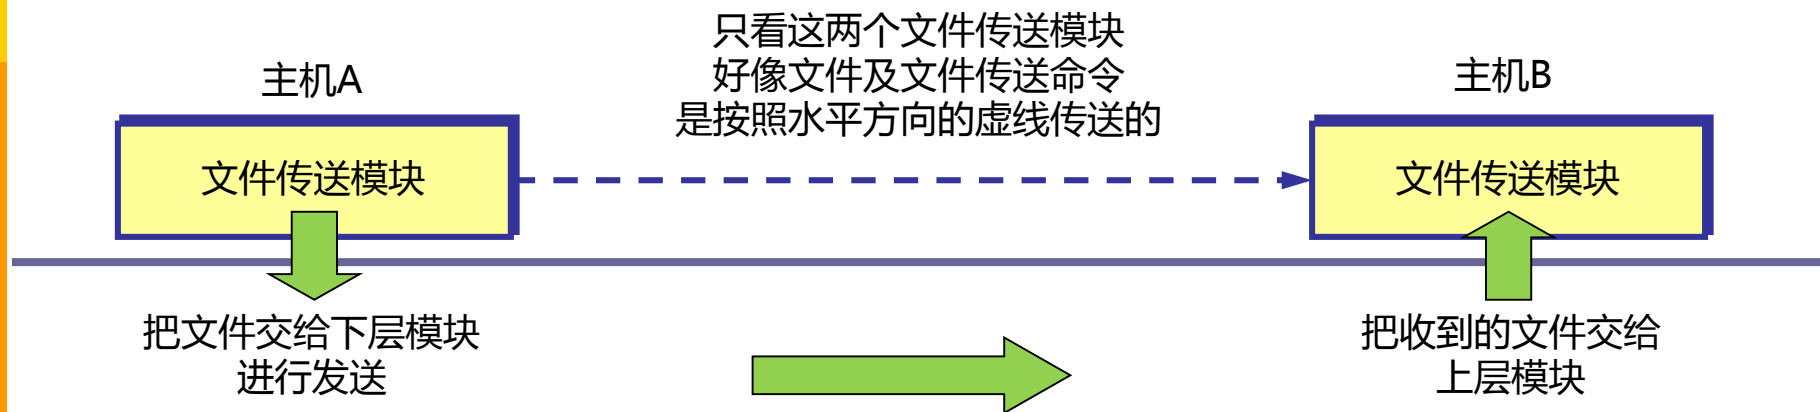 只看这两个文件传送模块
好像文件及文件传送命令
是按照水平方向的虚线传送的
主机A
主机B
文件传送模块
文件传送模块
把文件交给下层模块
进行发送
把收到的文件交给
上层模块